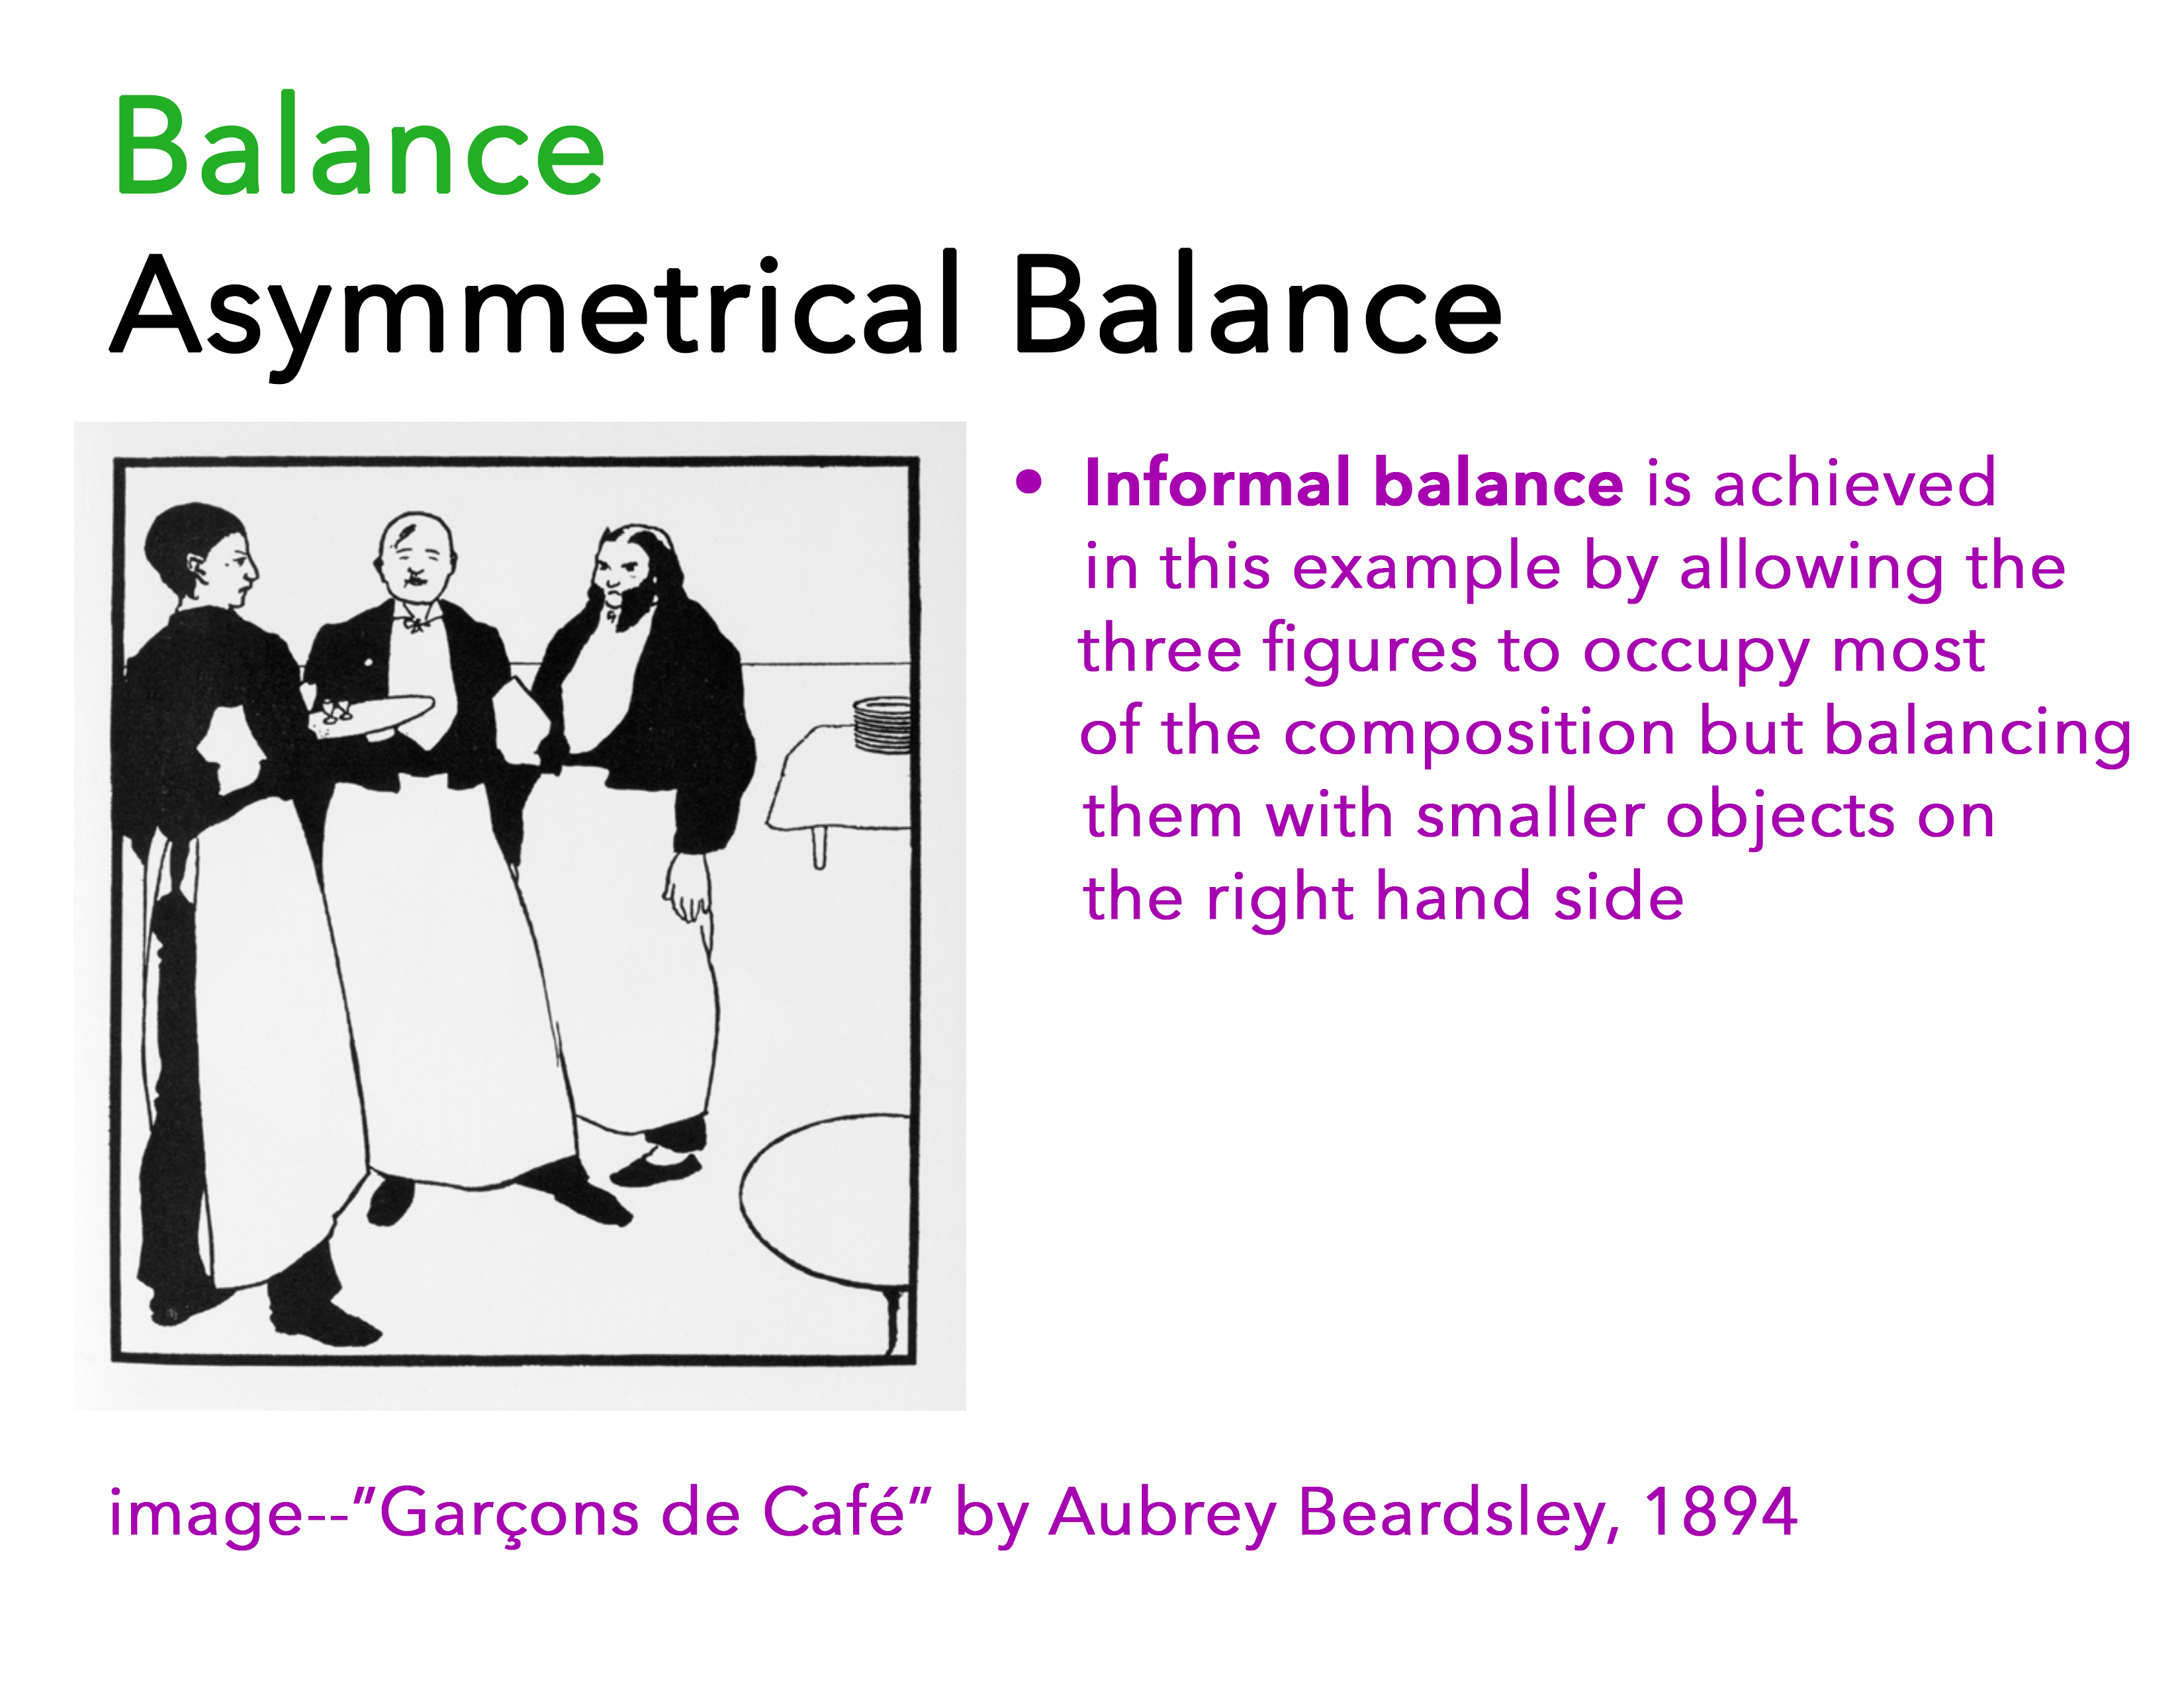 Balance
Asymmetrical Balance
• Informal balance is achieved
in this example by allowing the
three figures to occupy most
of the composition but balancing
them with smaller objects on
the right hand side
image--"Garçons de Café" by Aubrey Beardsley, 1894